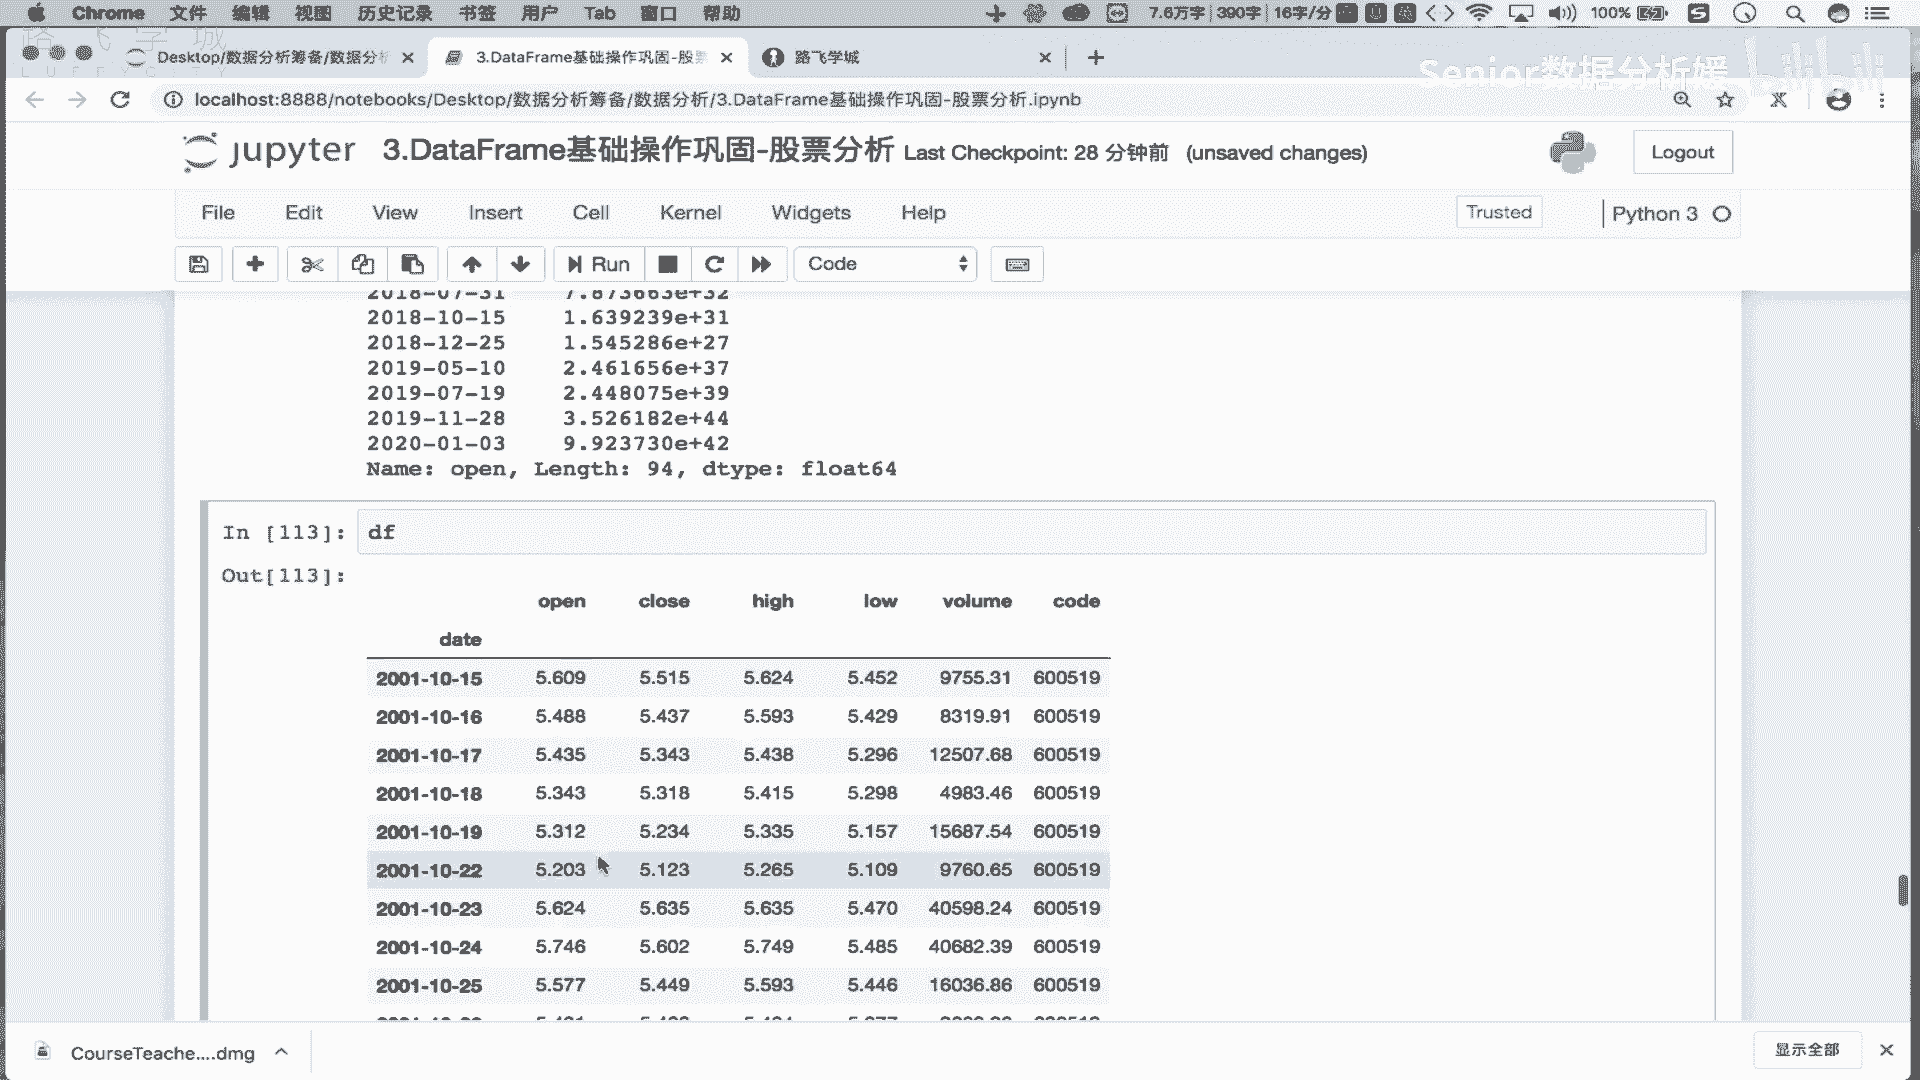 Chrome 文件 编辑 视图 历史记录 书签 用户 Tab 窗口 帮助 7.6万字 390字 16字/分 100%
Desktop/数据分析筹备/数据分析
3.DataFrame基础操作巩固-股票
路飞学城
Senior数据分析媛 bilibili
localhost:8888/notebooks/Desktop/数据分析筹备/数据分析/3.DataFrame基础操作巩固-股票分析.ipynb
jupyter 3.DataFrame基础操作巩固-股票分析 Last Checkpoint: 28 分钟前 (unsaved changes) Logout
File Edit View Insert Cell Kernel Widgets Help Trusted Python 3
Run Code
2018-07-31 7.873663e+32
2018-10-15 1.639239e+31
2018-12-25 1.545286e+27
2019-05-10 2.461656e+37
2019-07-19 2.448075e+39
2019-11-28 3.526182e+44
2020-01-03 9.923730e+42
Name: open, Length: 94, dtype: float64
In [113]: df
Out[113]:
open close high low volume code
date
2001-10-15 5.609 5.515 5.624 5.452 9755.31 600519
2001-10-16 5.488 5.437 5.593 5.429 8319.91 600519
2001-10-17 5.435 5.343 5.438 5.296 12507.68 600519
2001-10-18 5.343 5.318 5.415 5.298 4983.46 600519
2001-10-19 5.312 5.234 5.335 5.157 15687.54 600519
2001-10-22 5.203 5.123 5.265 5.109 9760.65 600519
2001-10-23 5.624 5.635 5.635 5.470 40598.24 600519
2001-10-24 5.746 5.602 5.749 5.485 40682.39 600519
2001-10-25 5.577 5.449 5.593 5.446 16036.86 600519
CourseTeache....dmg 显示全部